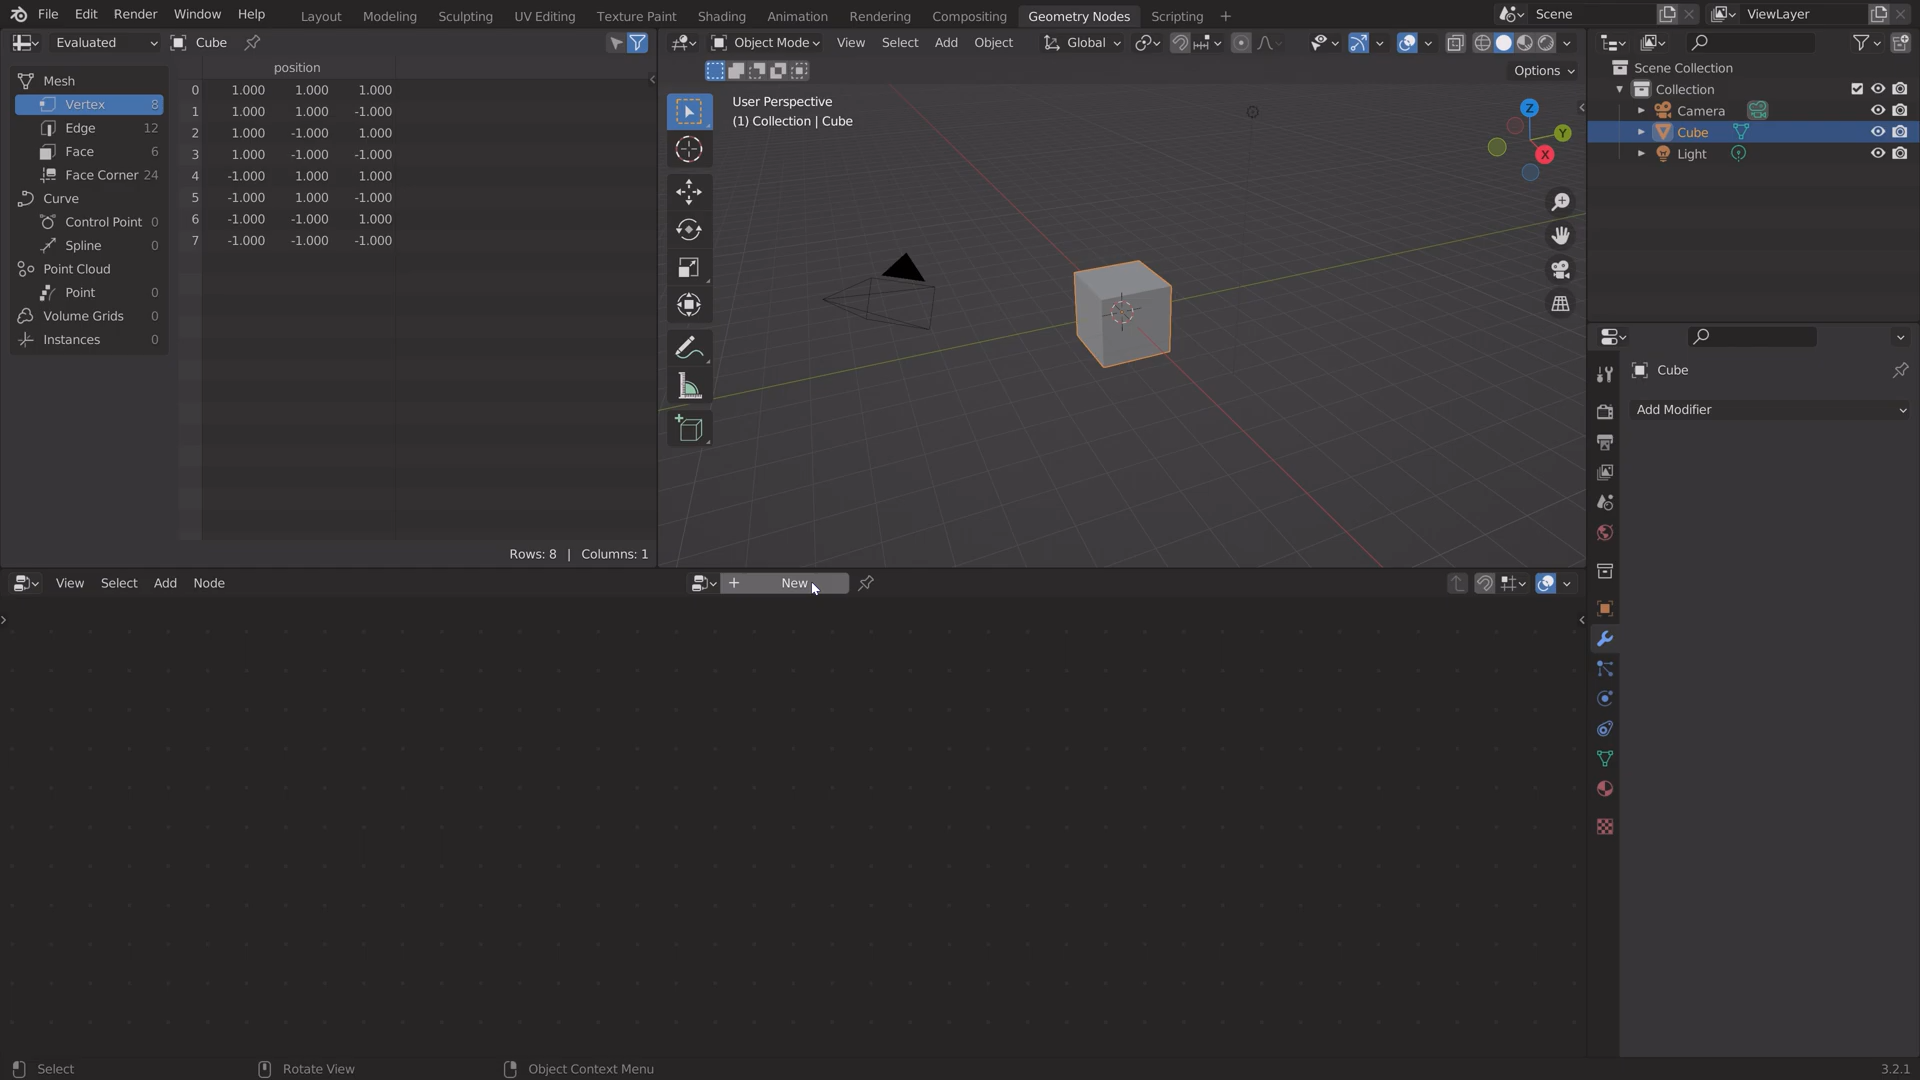 File Edit Render Window Help
Layout Modeling Sculpting UV Editing Texture Paint Shading Animation Rendering Compositing Geometry Nodes Scripting +
Scene
ViewLayer
Evaluated
Cube
Object Mode View Select Add Object
Global
Options
Mesh
Vertex 8
Edge 12
Face 6
Face Corner 24
Curve
Control Point 0
Spline 0
Point Cloud
Point 0
Volume Grids 0
Instances 0
position
0 1.000 1.000 1.000
1 1.000 1.000 -1.000
2 1.000 -1.000 1.000
3 1.000 -1.000 -1.000
4 -1.000 1.000 1.000
5 -1.000 1.000 -1.000
6 -1.000 -1.000 1.000
7 -1.000 -1.000 -1.000
Rows: 8 | Columns: 1
User Perspective
(1) Collection | Cube
Z
Y
X
Scene Collection
Collection
Camera
Cube
Light
Cube
Add Modifier
View Select Add Node
+ New
Select
Rotate View
Object Context Menu
3.2.1